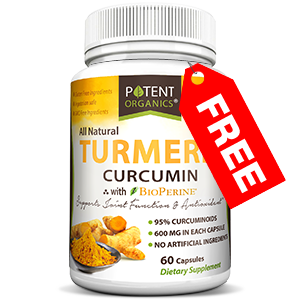 POTENT
ORGANICS®
All Natural
TURMER
CURCUMIN
with BIOPERINE®
Supports Joint Function & Antioxidant
• 95% CURCUMINOIDS
• 600 MG IN EACH CAPSULE
• NO ARTIFICIAL INGREDIENTS
60 Capsules
Dietary Supplement
FREE